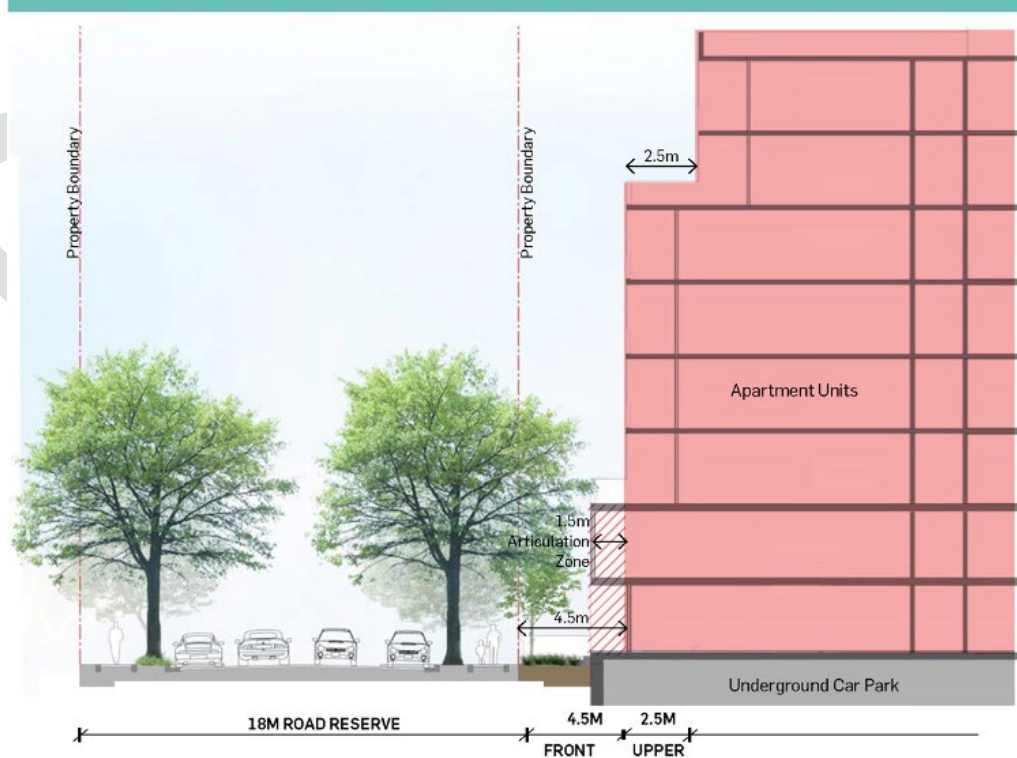 Property Boundary
Property Boundary
2.5m
Apartment Units
1.5m
Articulation
Zone
4.5m
Underground Car Park
18M ROAD RESERVE
4.5M
2.5M
FRONT
UPPER